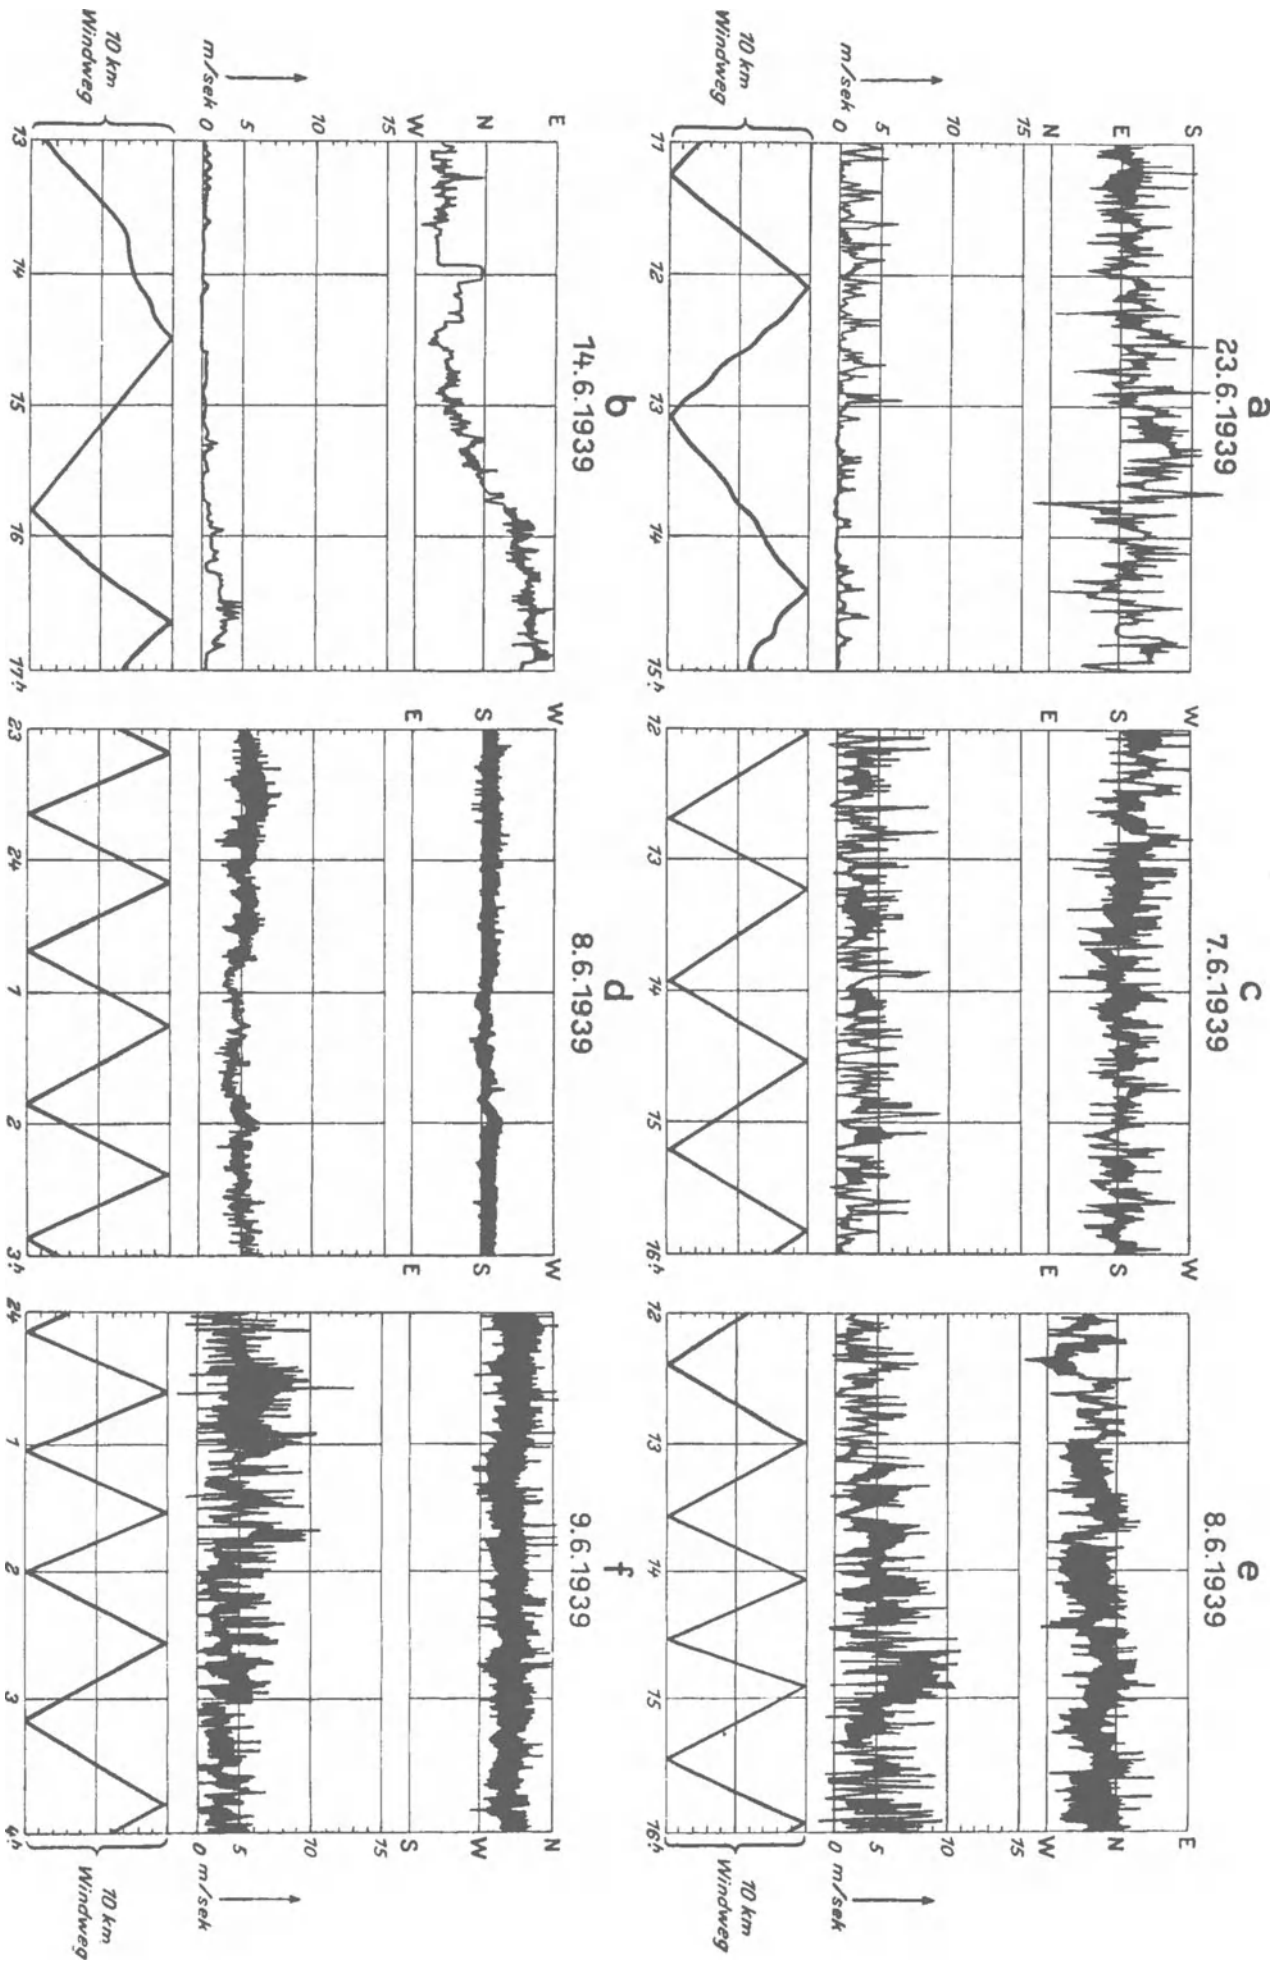 a c e
23.6.1939 7.6.1939 8.6.1939
S W W E
E S S N
N E E W
15 15
10 10
5 5
m/sek 0 0 m/sek
10 km Windweg 10 km Windweg
11 12 13 14 15h 12 13 14 15 16h 12 13 14 15 16h
b d f
14.6.1939 8.6.1939 9.6.1939
E W W N
N S S W
W E E S
15 15
10 10
5 5
m/sek 0 0 m/sek
10 km Windweg 10 km Windweg
13 14 15 16 17h 23 24 1 2 3h 24 1 2 3 4h